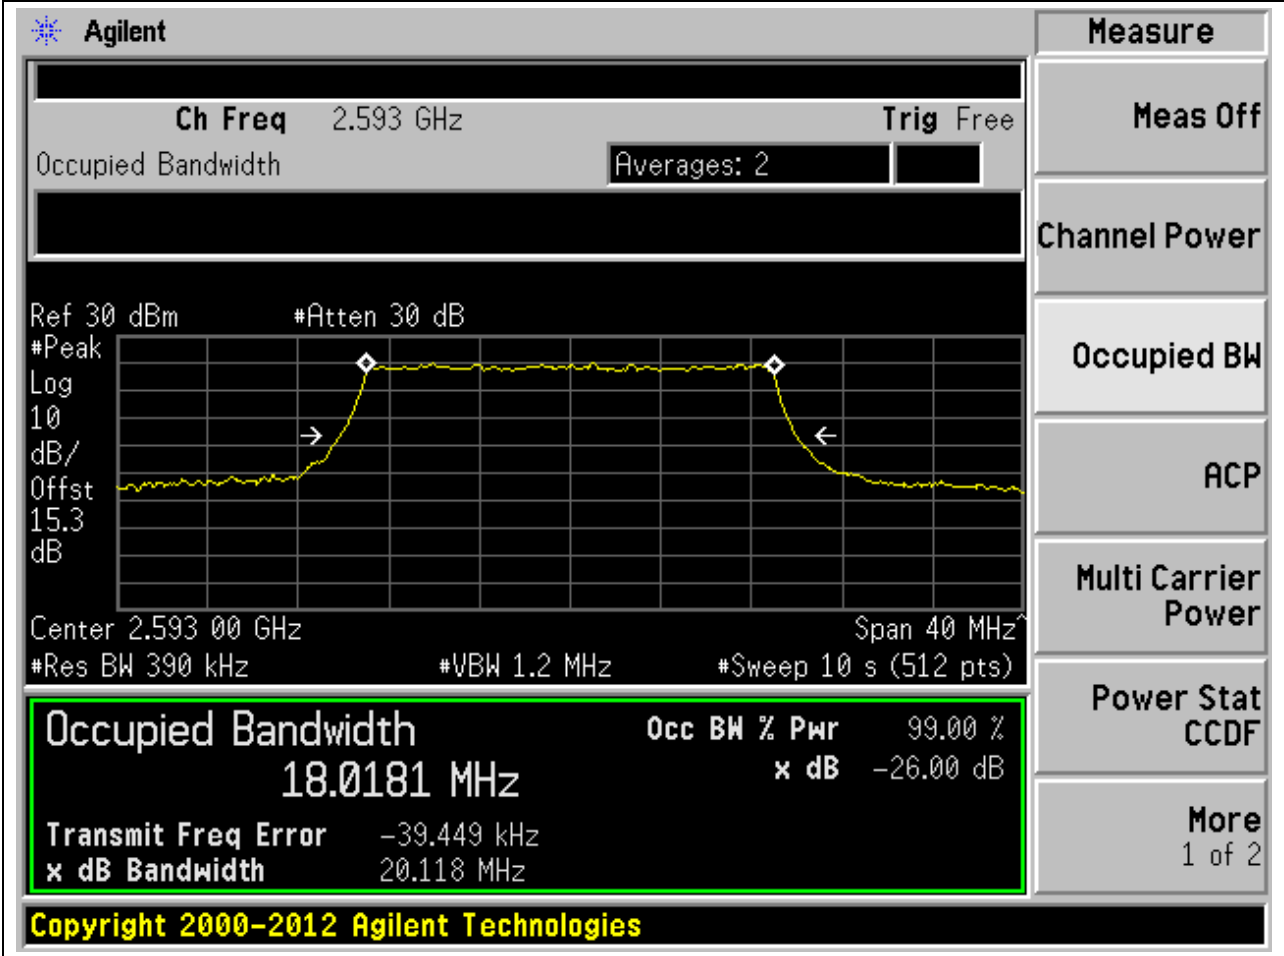 Agilent
Measure
Ch Freq 2.593 GHz Trig Free
Occupied Bandwidth Averages: 2
Meas Off
Channel Power
Occupied BW
ACP
Multi Carrier
Power
Power Stat
CCDF
More
1 of 2
Ref 30 dBm #Atten 30 dB
#Peak
Log
10
dB/
Offst
15.3
dB
Center 2.593 00 GHz Span 40 MHz^
#Res BW 390 kHz #VBW 1.2 MHz #Sweep 10 s (512 pts)
Occupied Bandwidth Occ BW % Pwr 99.00 %
18.0181 MHz x dB -26.00 dB
Transmit Freq Error -39.449 kHz
x dB Bandwidth 20.118 MHz
Copyright 2000-2012 Agilent Technologies